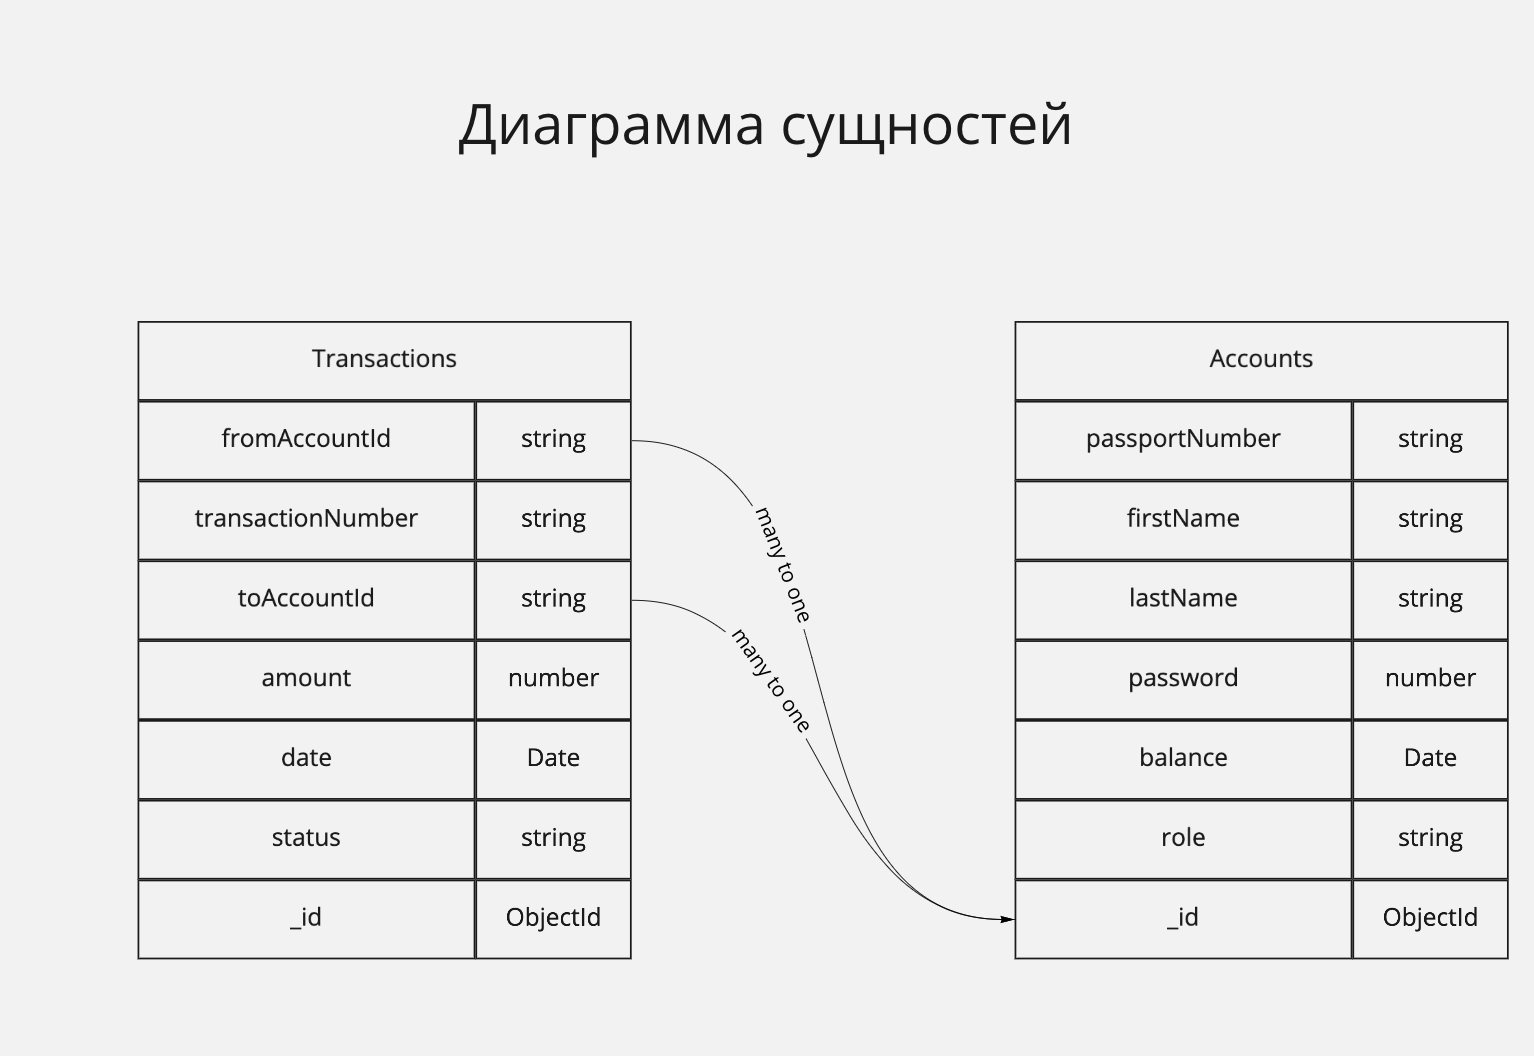 Диаграмма сущностей
Transactions
fromAccountId string
transactionNumber string
toAccountId string
amount number
date Date
status string
_id ObjectId
many to one
many to one
Accounts
passportNumber string
firstName string
lastName string
password number
balance Date
role string
_id ObjectId